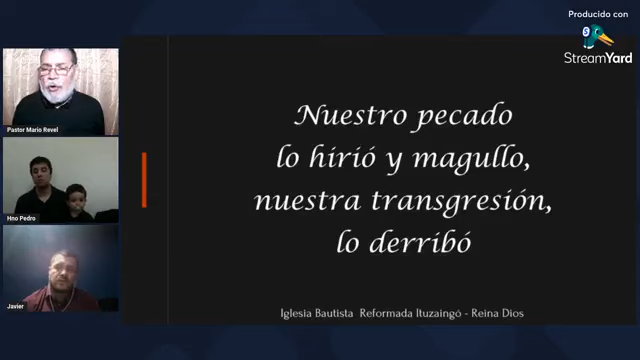 Producido con
StreamYard
Pastor Mario Revel
Hno Pedro
Javier
Nuestro pecado
lo hirió y magullo,
nuestra transgresión,
lo derribó
Iglesia Bautista Reformada Ituzaingó - Reina Dios